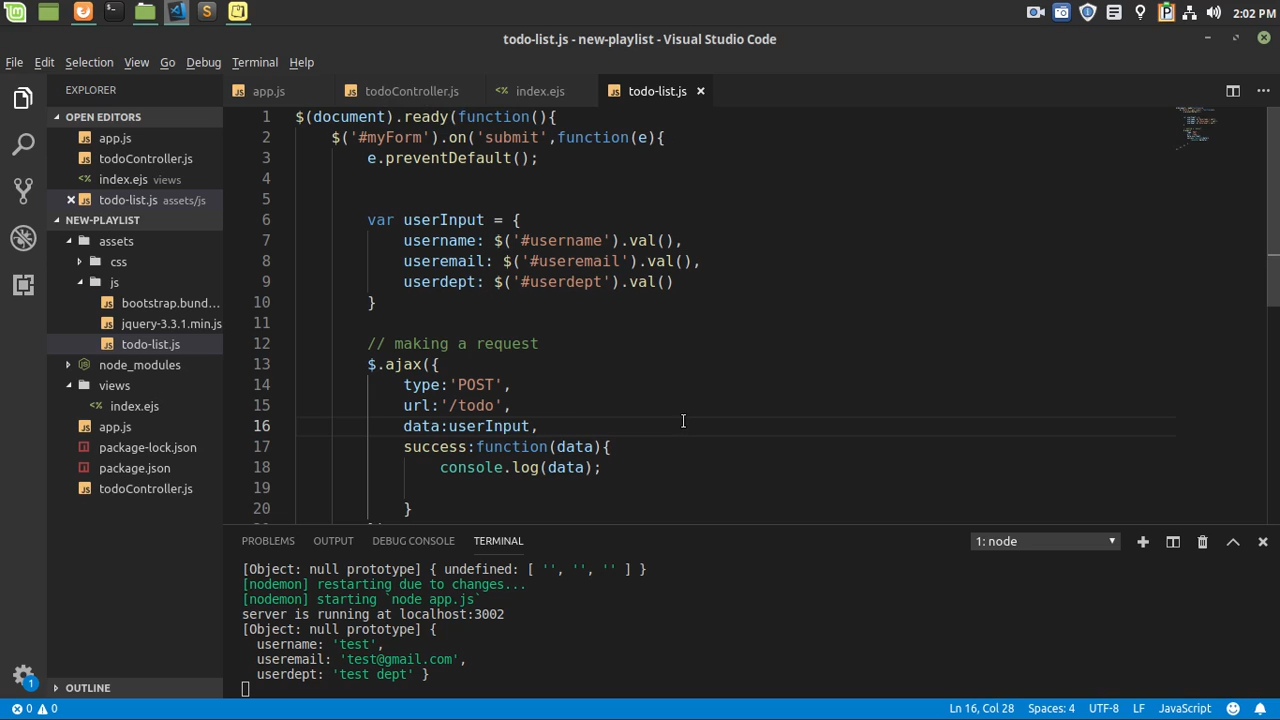 2:02 PM
todo-list.js - new-playlist - Visual Studio Code
File Edit Selection View Go Debug Terminal Help
EXPLORER
app.js todoController.js index.ejs todo-list.js
OPEN EDITORS
app.js
todoController.js
index.ejs views
todo-list.js assets/js
NEW-PLAYLIST
assets
css
js
bootstrap.bund...
jquery-3.3.1.min.js
todo-list.js
node_modules
views
index.ejs
app.js
package-lock.json
package.json
todoController.js
OUTLINE
1
1 $(document).ready(function(){
2 $('#myForm').on('submit',function(e){
3 e.preventDefault();
4
5
6 var userInput = {
7 username: $('#username').val(),
8 useremail: $('#useremail').val(),
9 userdept: $('#userdept').val()
10 }
11
12 // making a request
13 $.ajax({
14 type:'POST',
15 url:'/todo',
16 data:userInput,
17 success:function(data){
18 console.log(data);
19
20 }
PROBLEMS OUTPUT DEBUG CONSOLE TERMINAL 1: node
[Object: null prototype] { undefined: [ '', '', '' ] }
[nodemon] restarting due to changes...
[nodemon] starting `node app.js`
server is running at localhost:3002
[Object: null prototype] {
username: 'test',
useremail: 'test@gmail.com',
userdept: 'test dept' }
0 0 Ln 16, Col 28 Spaces: 4 UTF-8 LF JavaScript